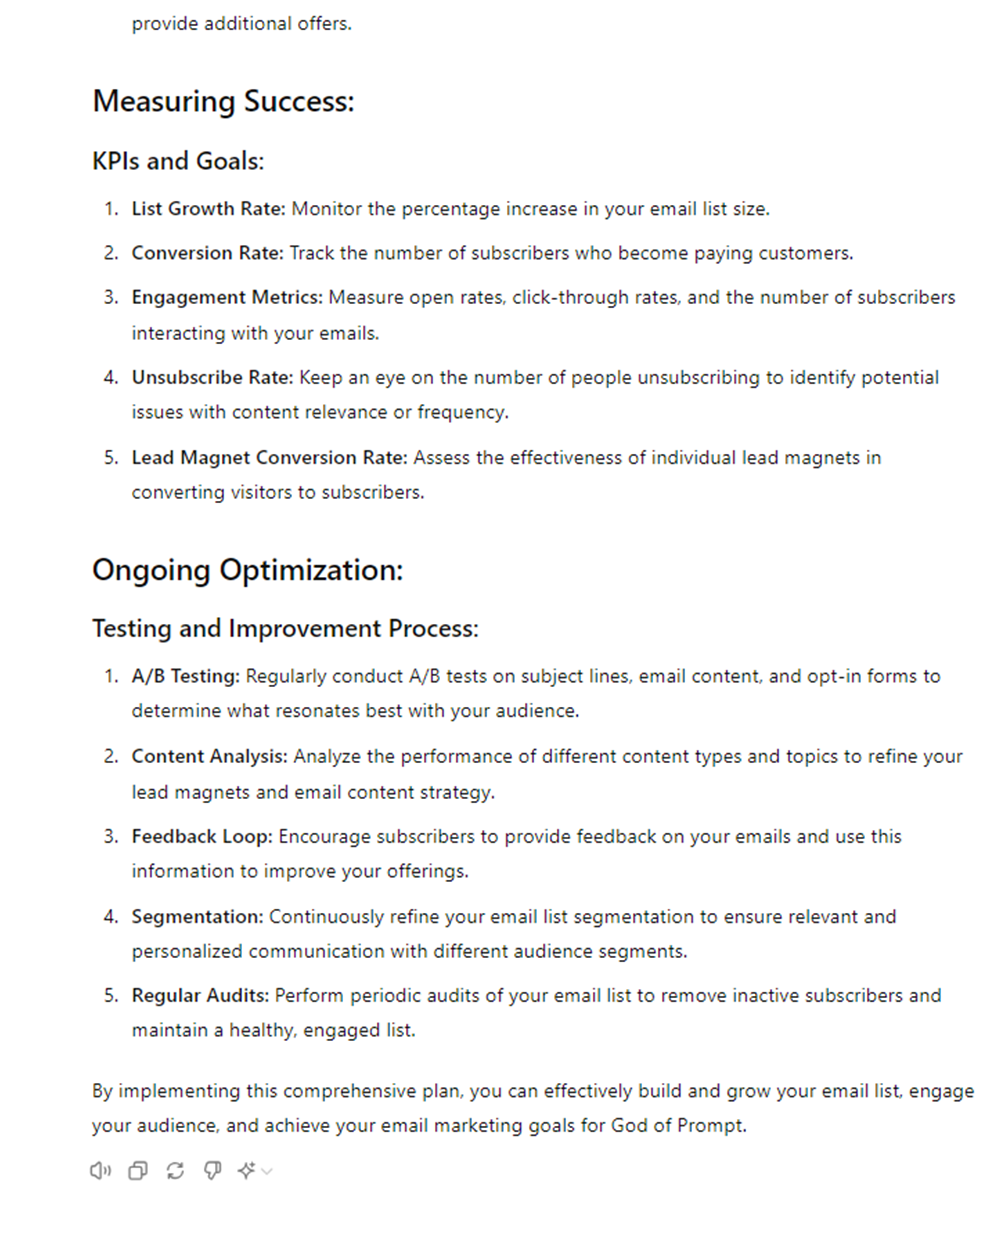 provide additional offers.
Measuring Success:
KPIs and Goals:
1. List Growth Rate: Monitor the percentage increase in your email list size.
2. Conversion Rate: Track the number of subscribers who become paying customers.
3. Engagement Metrics: Measure open rates, click-through rates, and the number of subscribers
interacting with your emails.
4. Unsubscribe Rate: Keep an eye on the number of people unsubscribing to identify potential
issues with content relevance or frequency.
5. Lead Magnet Conversion Rate: Assess the effectiveness of individual lead magnets in
converting visitors to subscribers.
Ongoing Optimization:
Testing and Improvement Process:
1. A/B Testing: Regularly conduct A/B tests on subject lines, email content, and opt-in forms to
determine what resonates best with your audience.
2. Content Analysis: Analyze the performance of different content types and topics to refine your
lead magnets and email content strategy.
3. Feedback Loop: Encourage subscribers to provide feedback on your emails and use this
information to improve your offerings.
4. Segmentation: Continuously refine your email list segmentation to ensure relevant and
personalized communication with different audience segments.
5. Regular Audits: Perform periodic audits of your email list to remove inactive subscribers and
maintain a healthy, engaged list.
By implementing this comprehensive plan, you can effectively build and grow your email list, engage
your audience, and achieve your email marketing goals for God of Prompt.